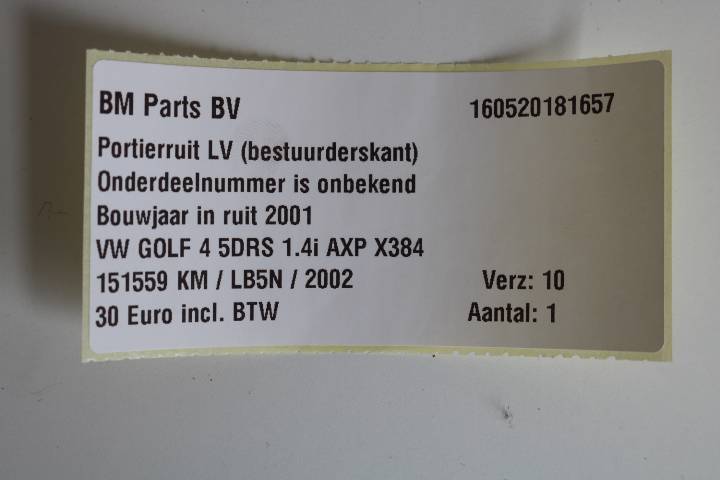 BM Parts BV 160520181657
Portierruit LV (bestuurderskant)
Onderdeelnummer is onbekend
Bouwjaar in ruit 2001
VW GOLF 4 5DRS 1.4i AXP X384
151559 KM / LB5N / 2002 Verz: 10
30 Euro incl. BTW Aantal: 1